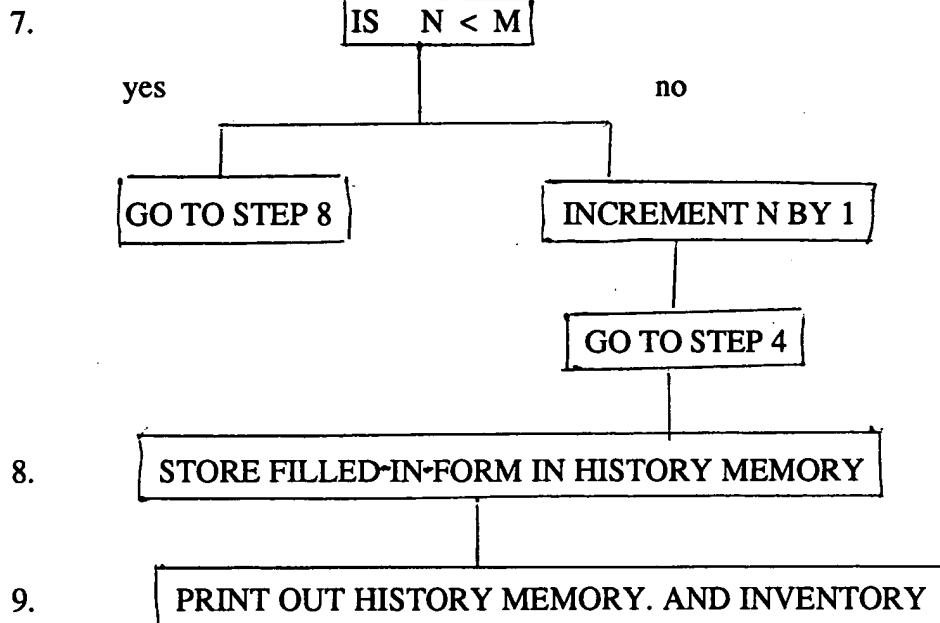 7. IS N < M
yes no
GO TO STEP 8 INCREMENT N BY 1
GO TO STEP 4
8. STORE FILLED-IN-FORM IN HISTORY MEMORY
9. PRINT OUT HISTORY MEMORY. AND INVENTORY